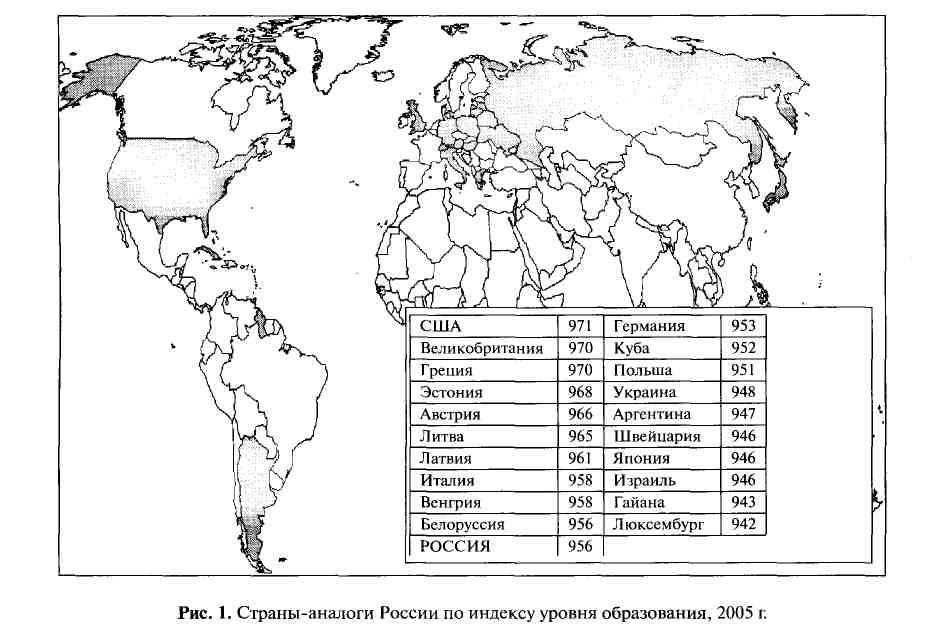 США 971 Германия 953
Великобритания 970 Куба 952
Греция 970 Польша 951
Эстония 968 Украина 948
Австрия 966 Аргентина 947
Литва 965 Швейцария 946
Латвия 961 Япония 946
Италия 958 Израиль 946
Венгрия 958 Гайана 943
Белоруссия 956 Люксембург 942
РОССИЯ 956
Рис. 1. Страны-аналоги России по индексу уровня образования, 2005 г.